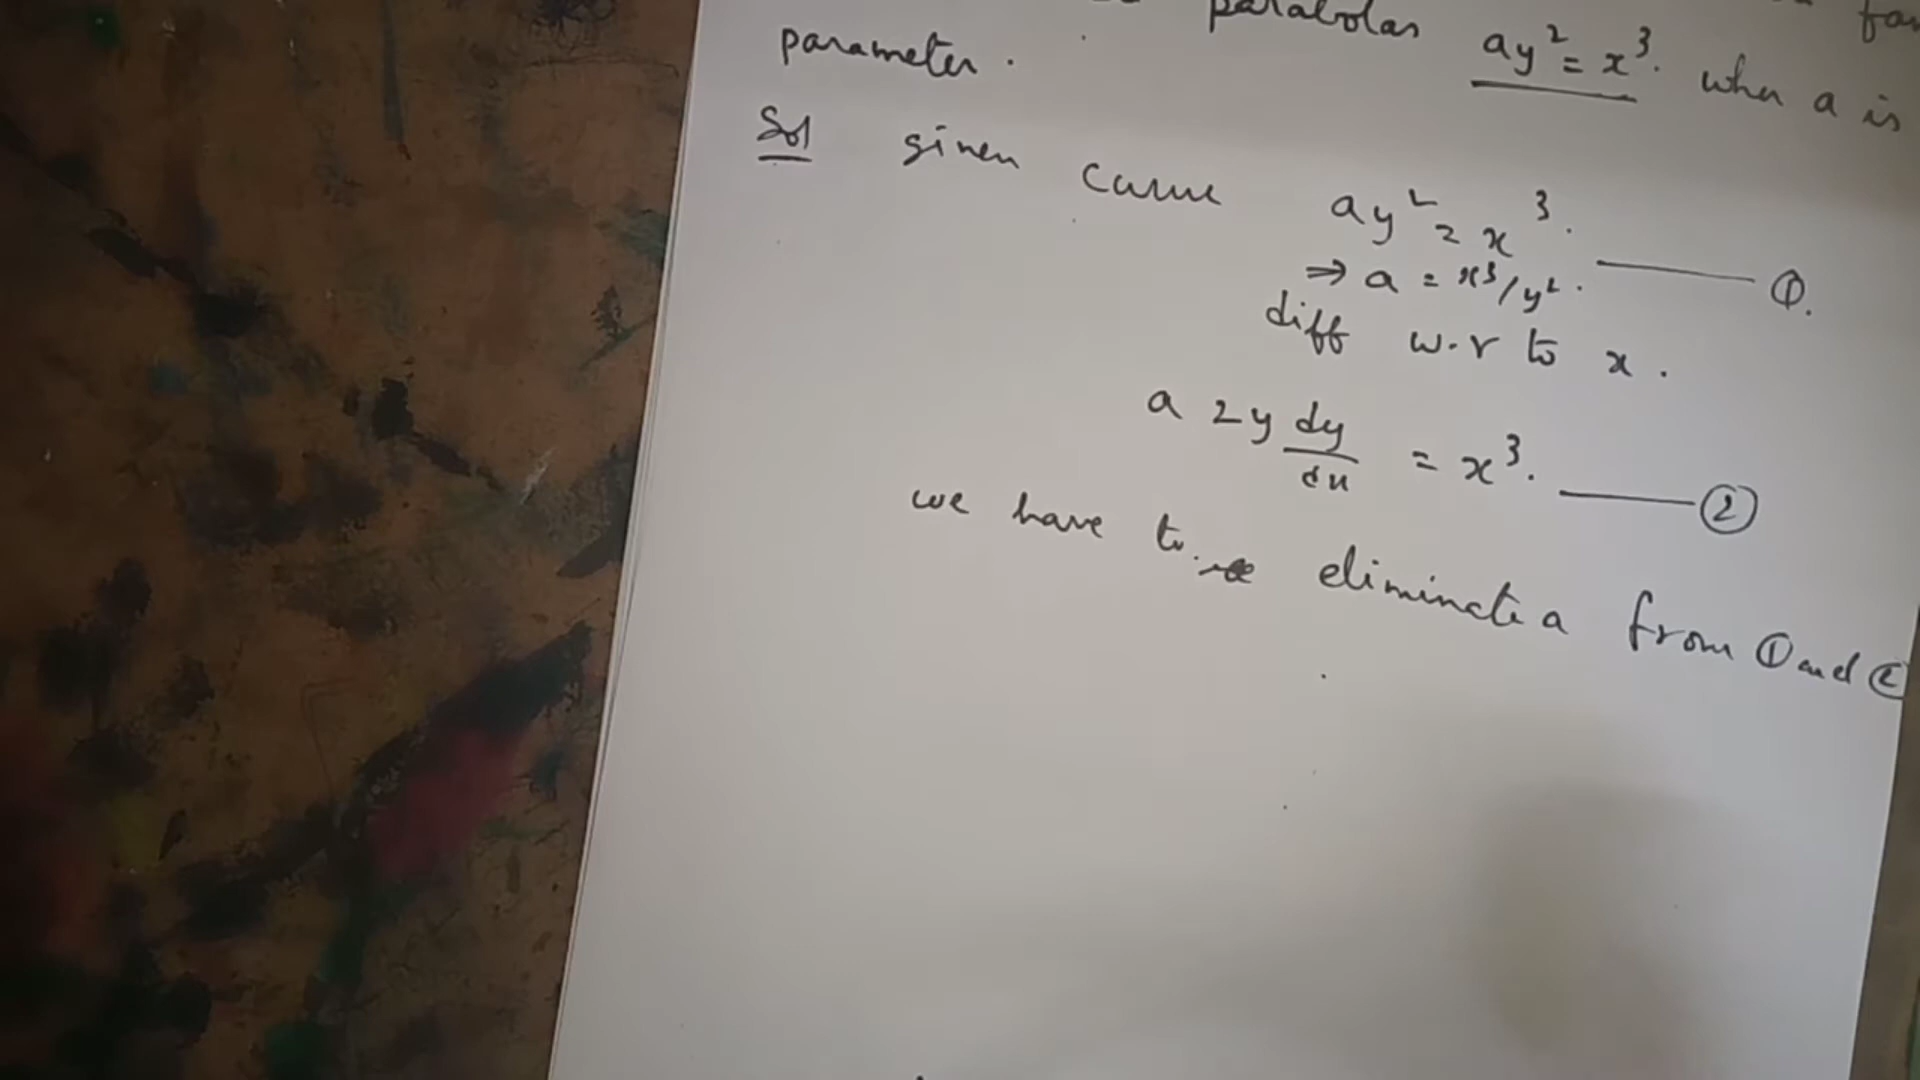 parabolas ay² = x³. when a is
parameter.
Sol given curve ay² = x³. ——— ①.
⇒ a = x³/y².
diff w.r to x.
a 2y dy/dx = x³. ——— ②
we have to eliminate a from ① and ②